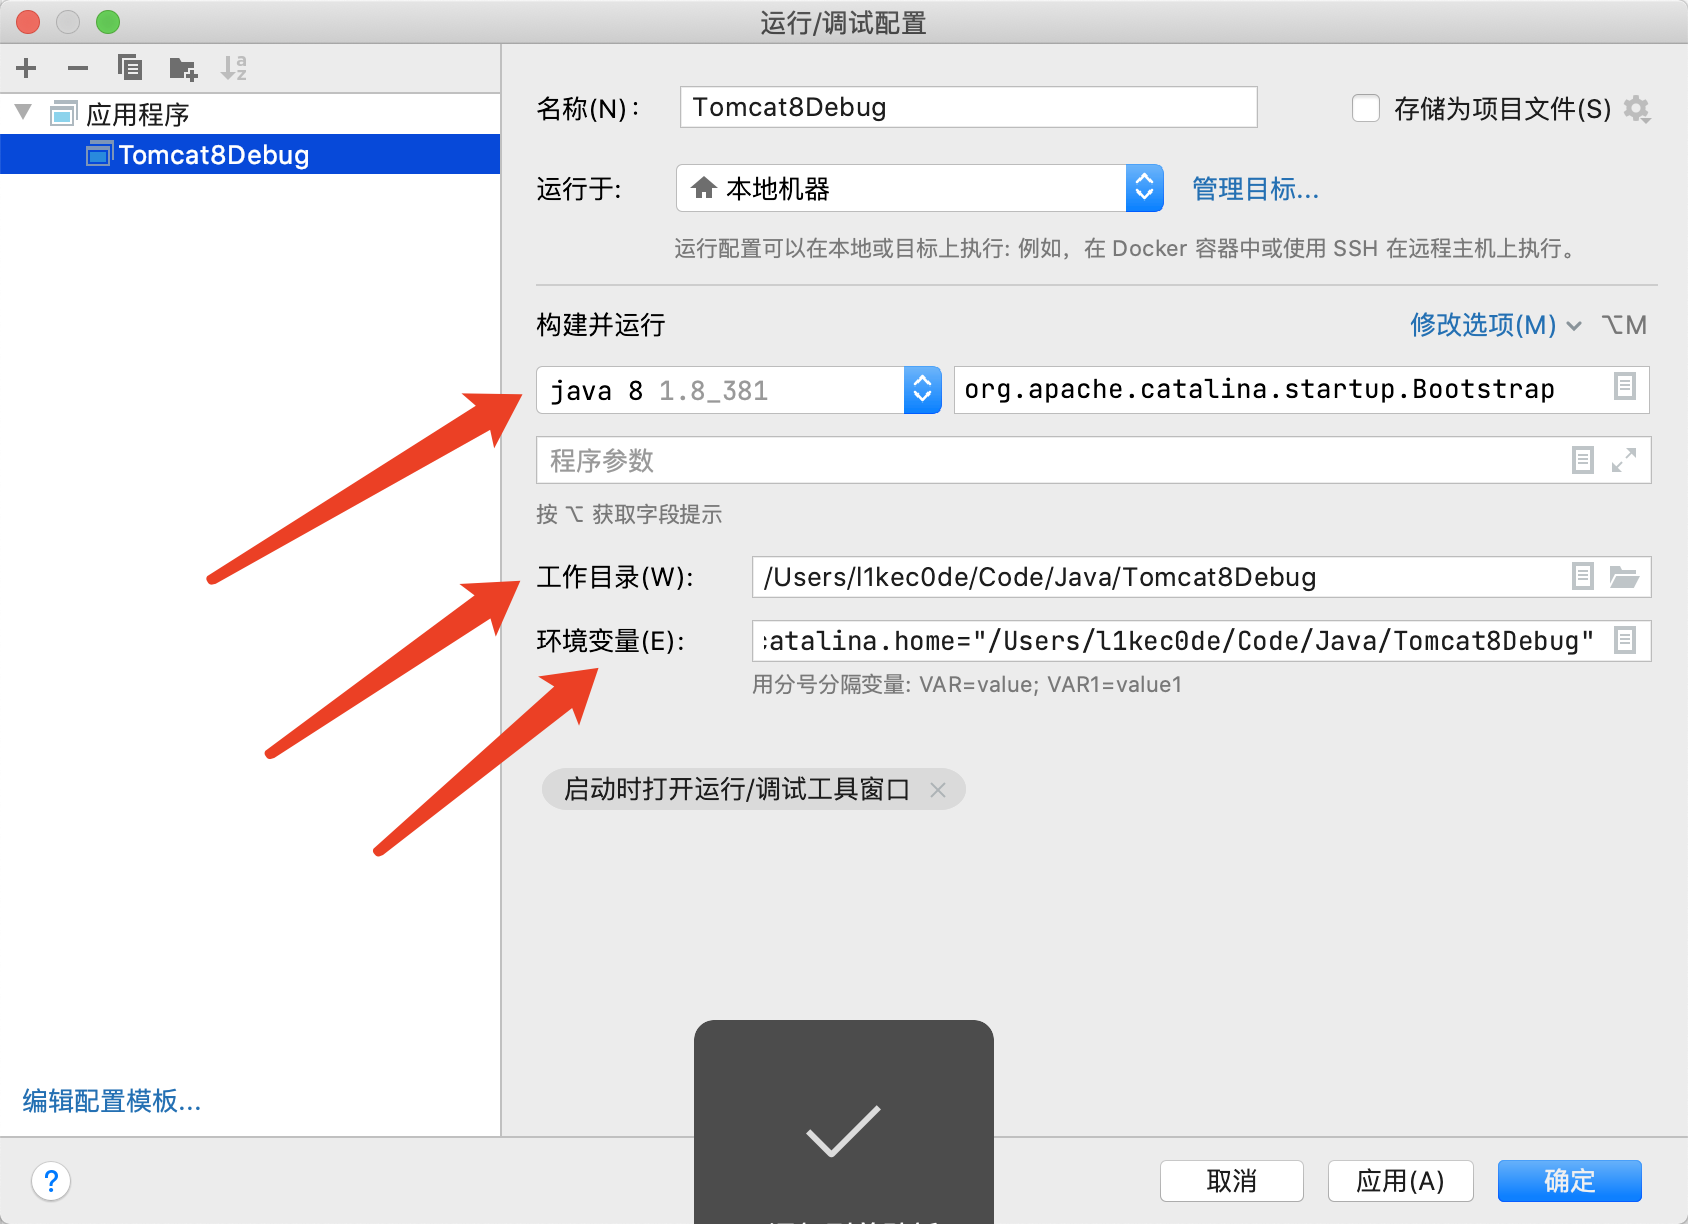 运行/调试配置
应用程序
Tomcat8Debug
名称(N):
Tomcat8Debug
存储为项目文件(S)
运行于:
本地机器
管理目标...
运行配置可以在本地或目标上执行: 例如，在 Docker 容器中或使用 SSH 在远程主机上执行。
构建并运行
修改选项(M)
⌥M
java 8 1.8_381
org.apache.catalina.startup.Bootstrap
程序参数
按 ⌥ 获取字段提示
工作目录(W):
/Users/l1kec0de/Code/Java/Tomcat8Debug
环境变量(E):
catalina.home="/Users/l1kec0de/Code/Java/Tomcat8Debug"
用分号分隔变量: VAR=value; VAR1=value1
启动时打开运行/调试工具窗口
编辑配置模板...
?
取消
应用(A)
确定